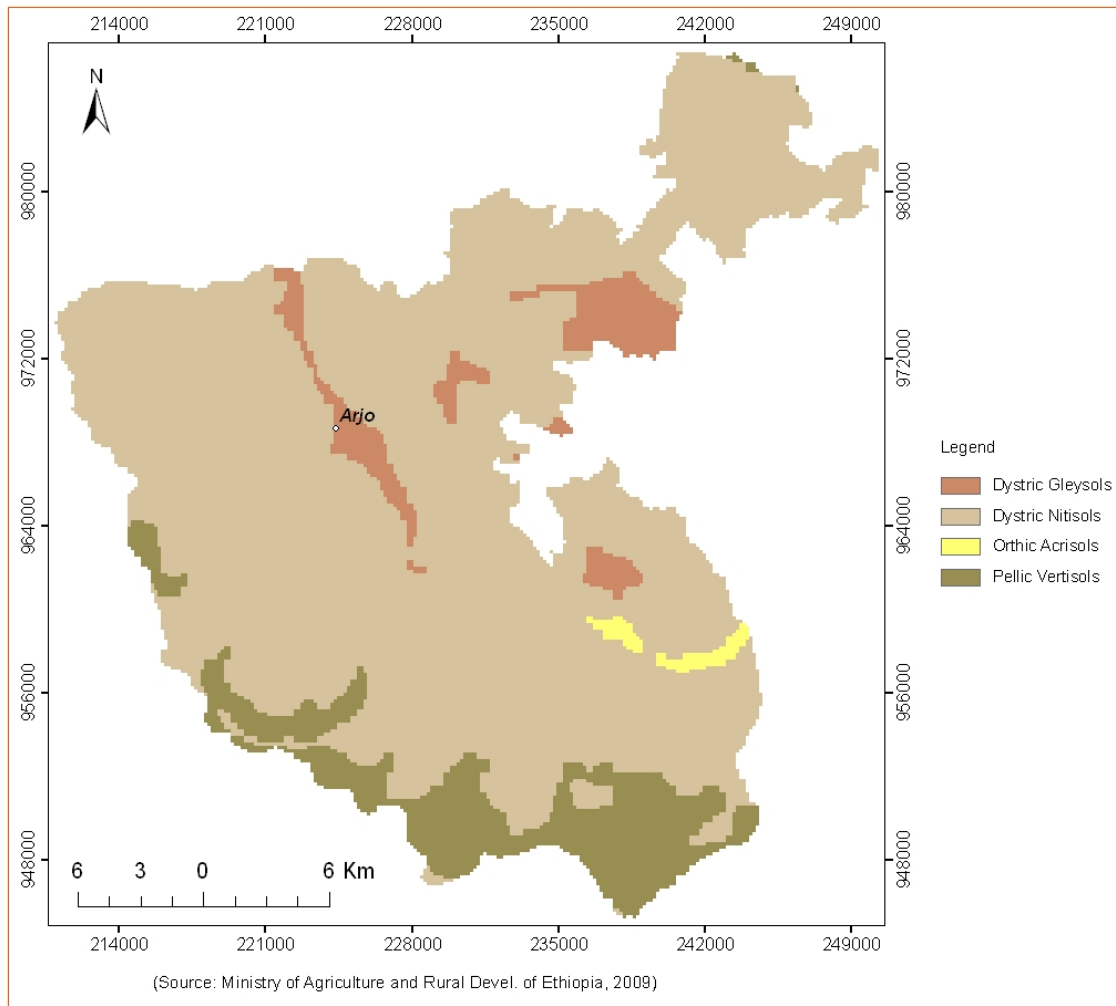 214000 221000 228000 235000 242000 249000
N
980000 980000
972000 972000
Arjo
Legend
Dystric Gleysols
Dystric Nitisols
Orthic Acrisols
Pellic Vertisols
964000 964000
956000 956000
948000 948000
6 3 0 6 Km
214000 221000 228000 235000 242000 249000
(Source: Ministry of Agriculture and Rural Devel. of Ethiopia, 2009)